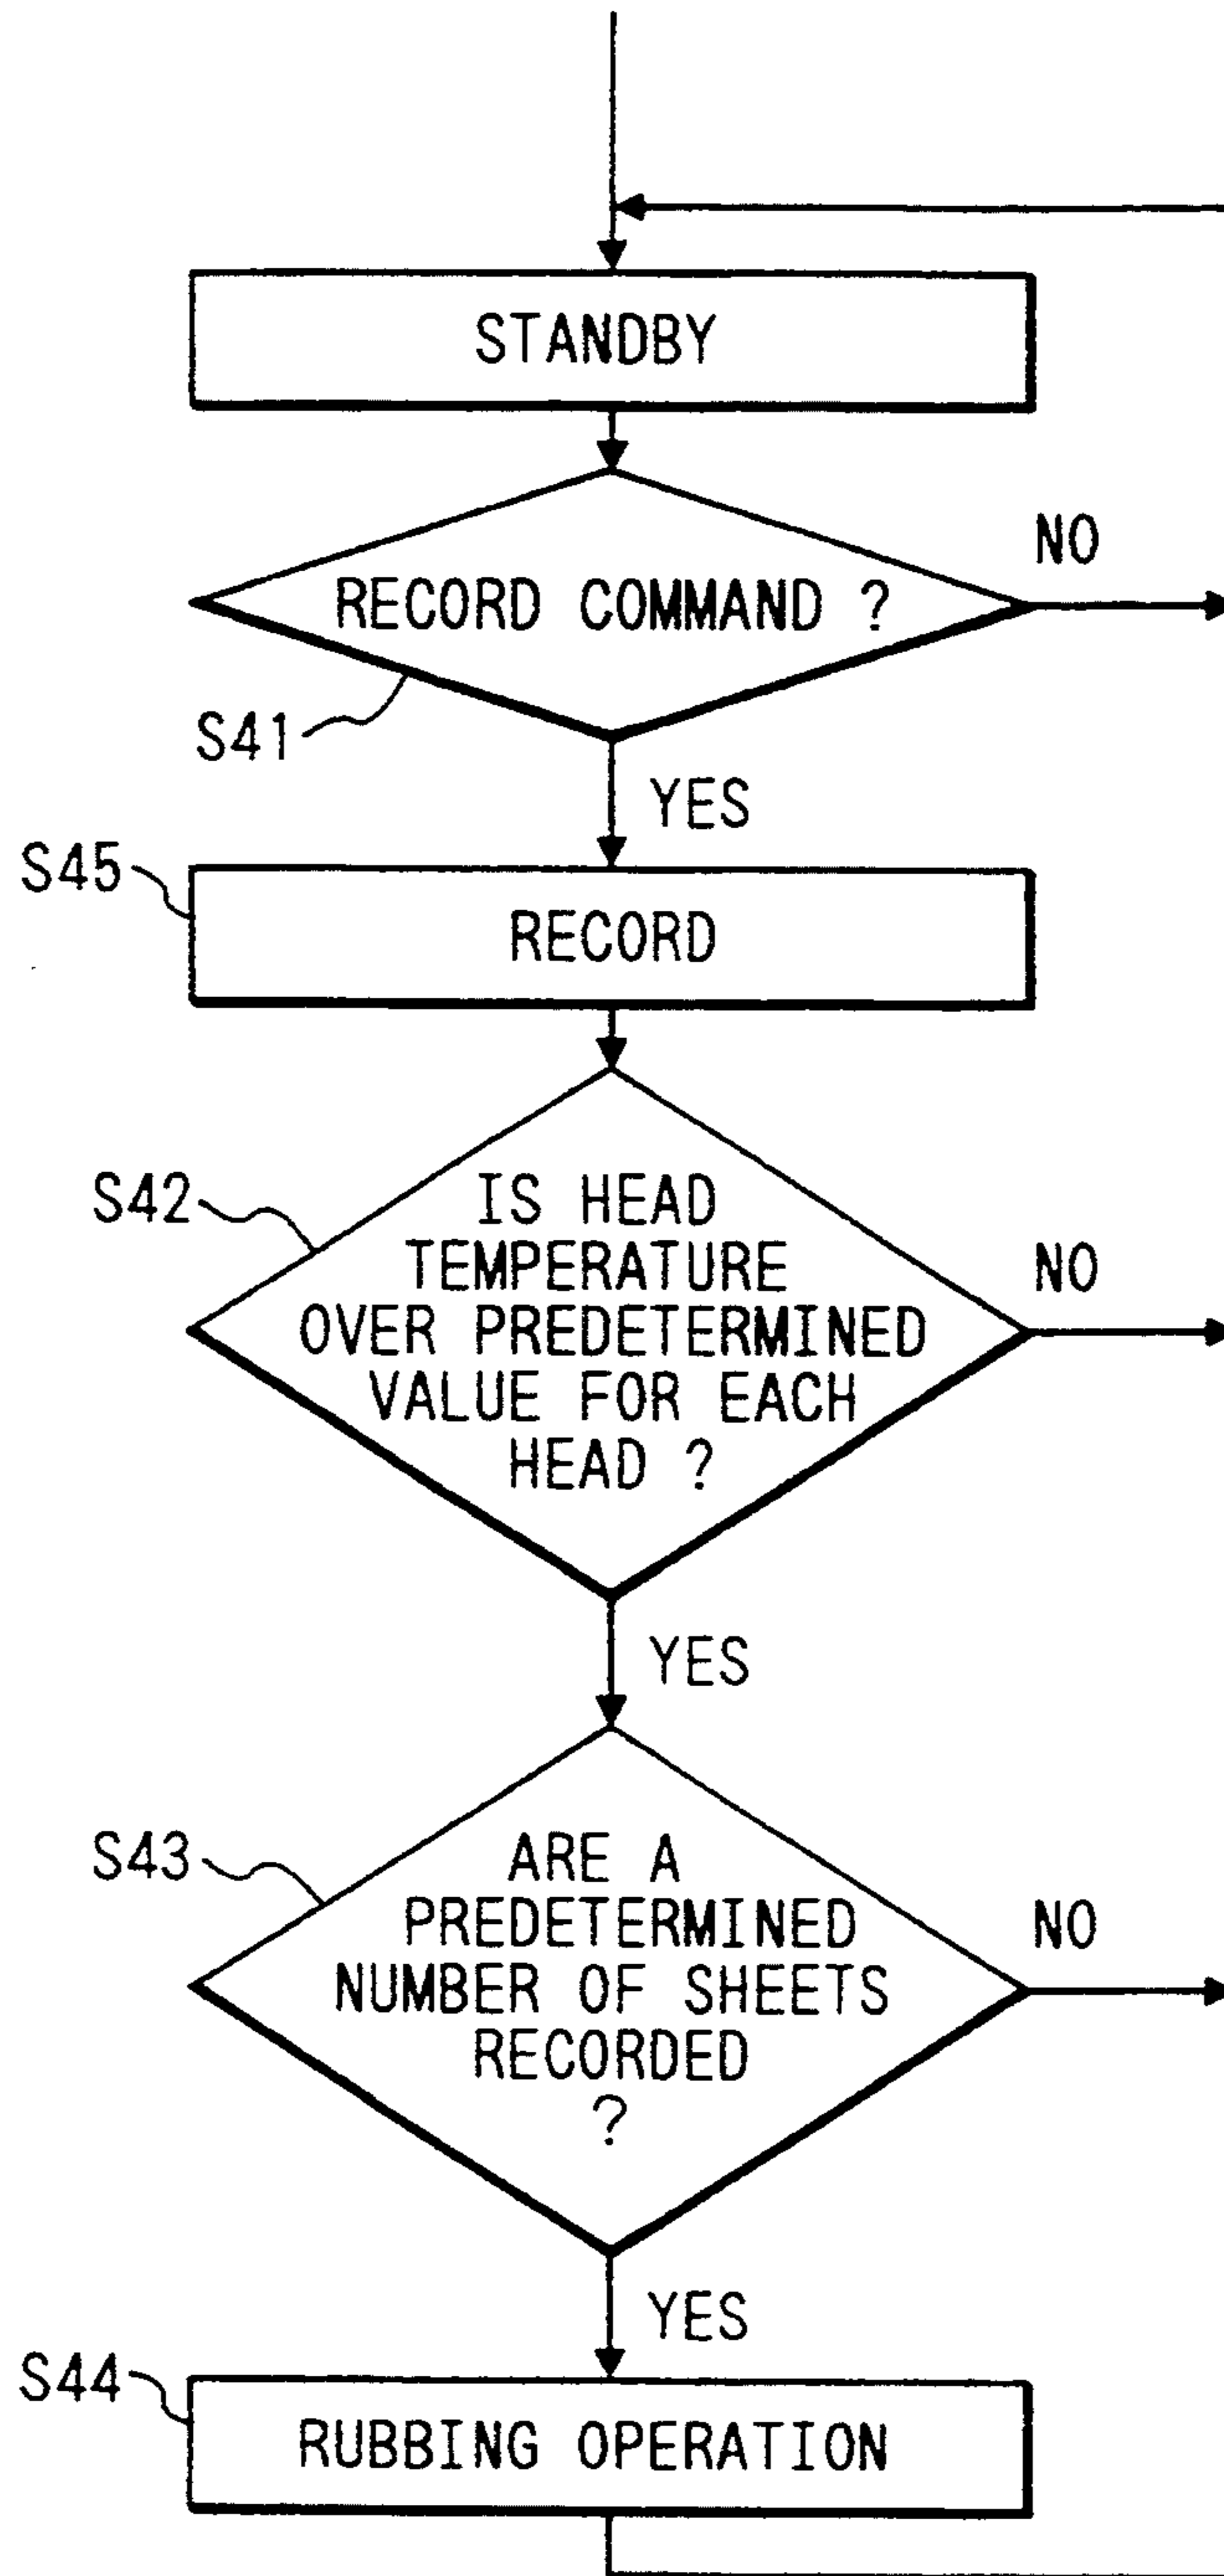 STANDBY
RECORD COMMAND ?
NO
S41
YES
S45
RECORD
S42
IS HEAD
TEMPERATURE
OVER PREDETERMINED
VALUE FOR EACH
HEAD ?
NO
YES
S43
ARE A
PREDETERMINED
NUMBER OF SHEETS
RECORDED
?
NO
YES
S44
RUBBING OPERATION